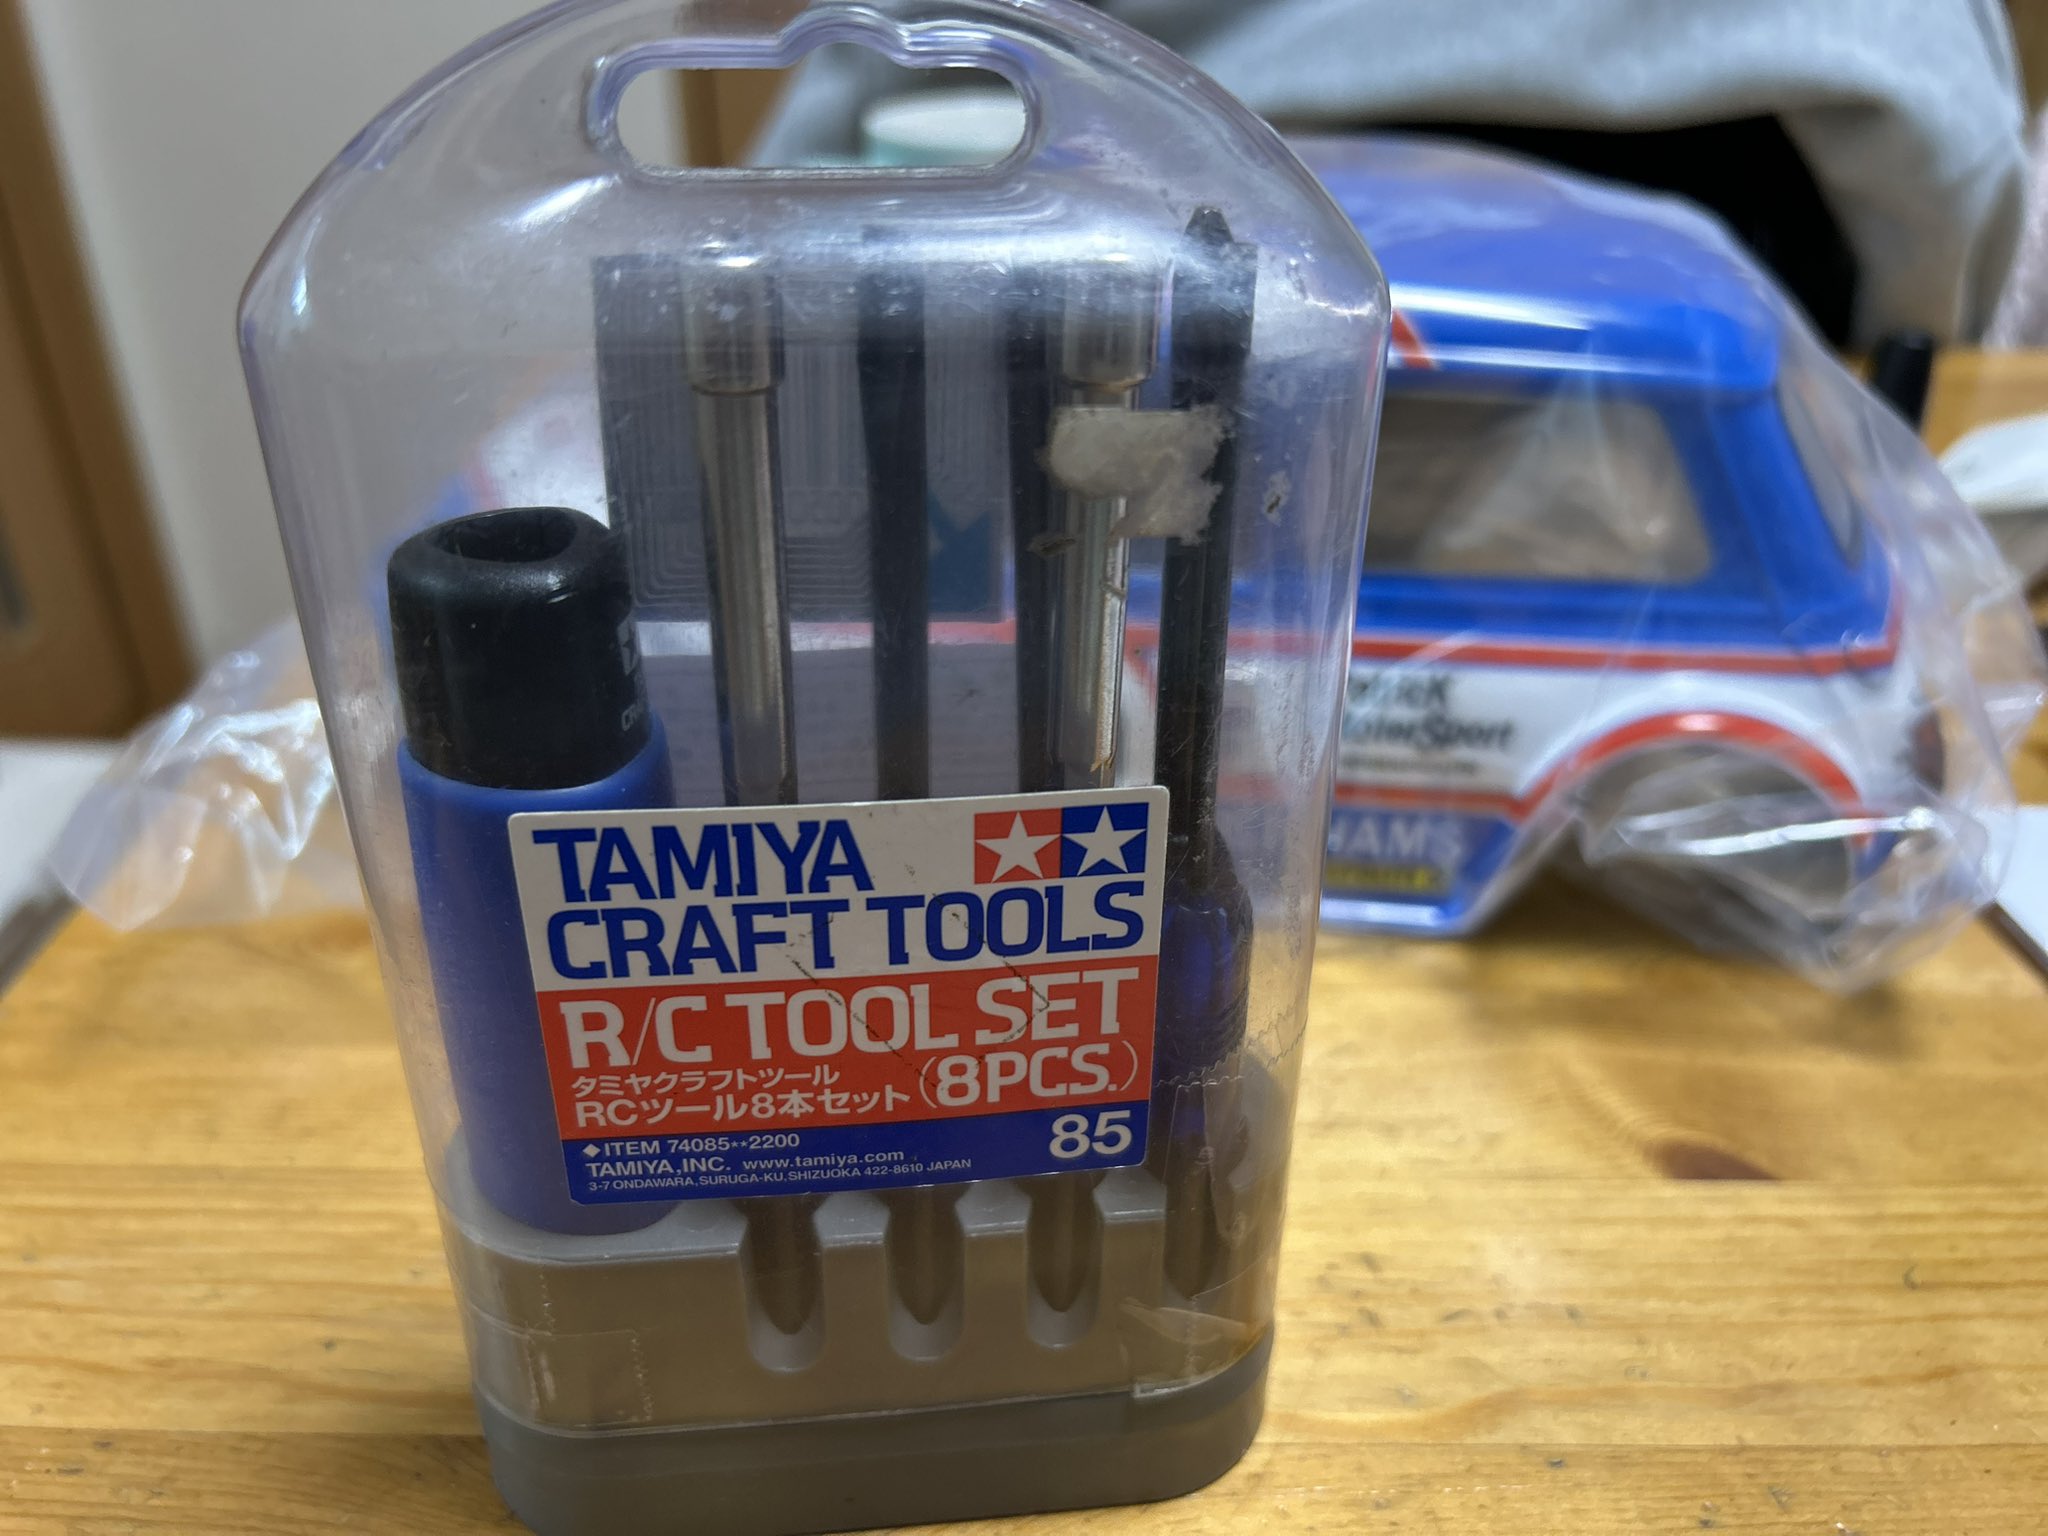 TAMIYA
CRAFT TOOLS
R/C TOOL SET
タミヤクラフトツール
RCツール8本セット
(8PCS.)
◆ITEM 74085**2200
85
TAMIYA,INC. www.tamiya.com
3-7 ONDAWARA,SURUGA-KU,SHIZUOKA 422-8610 JAPAN